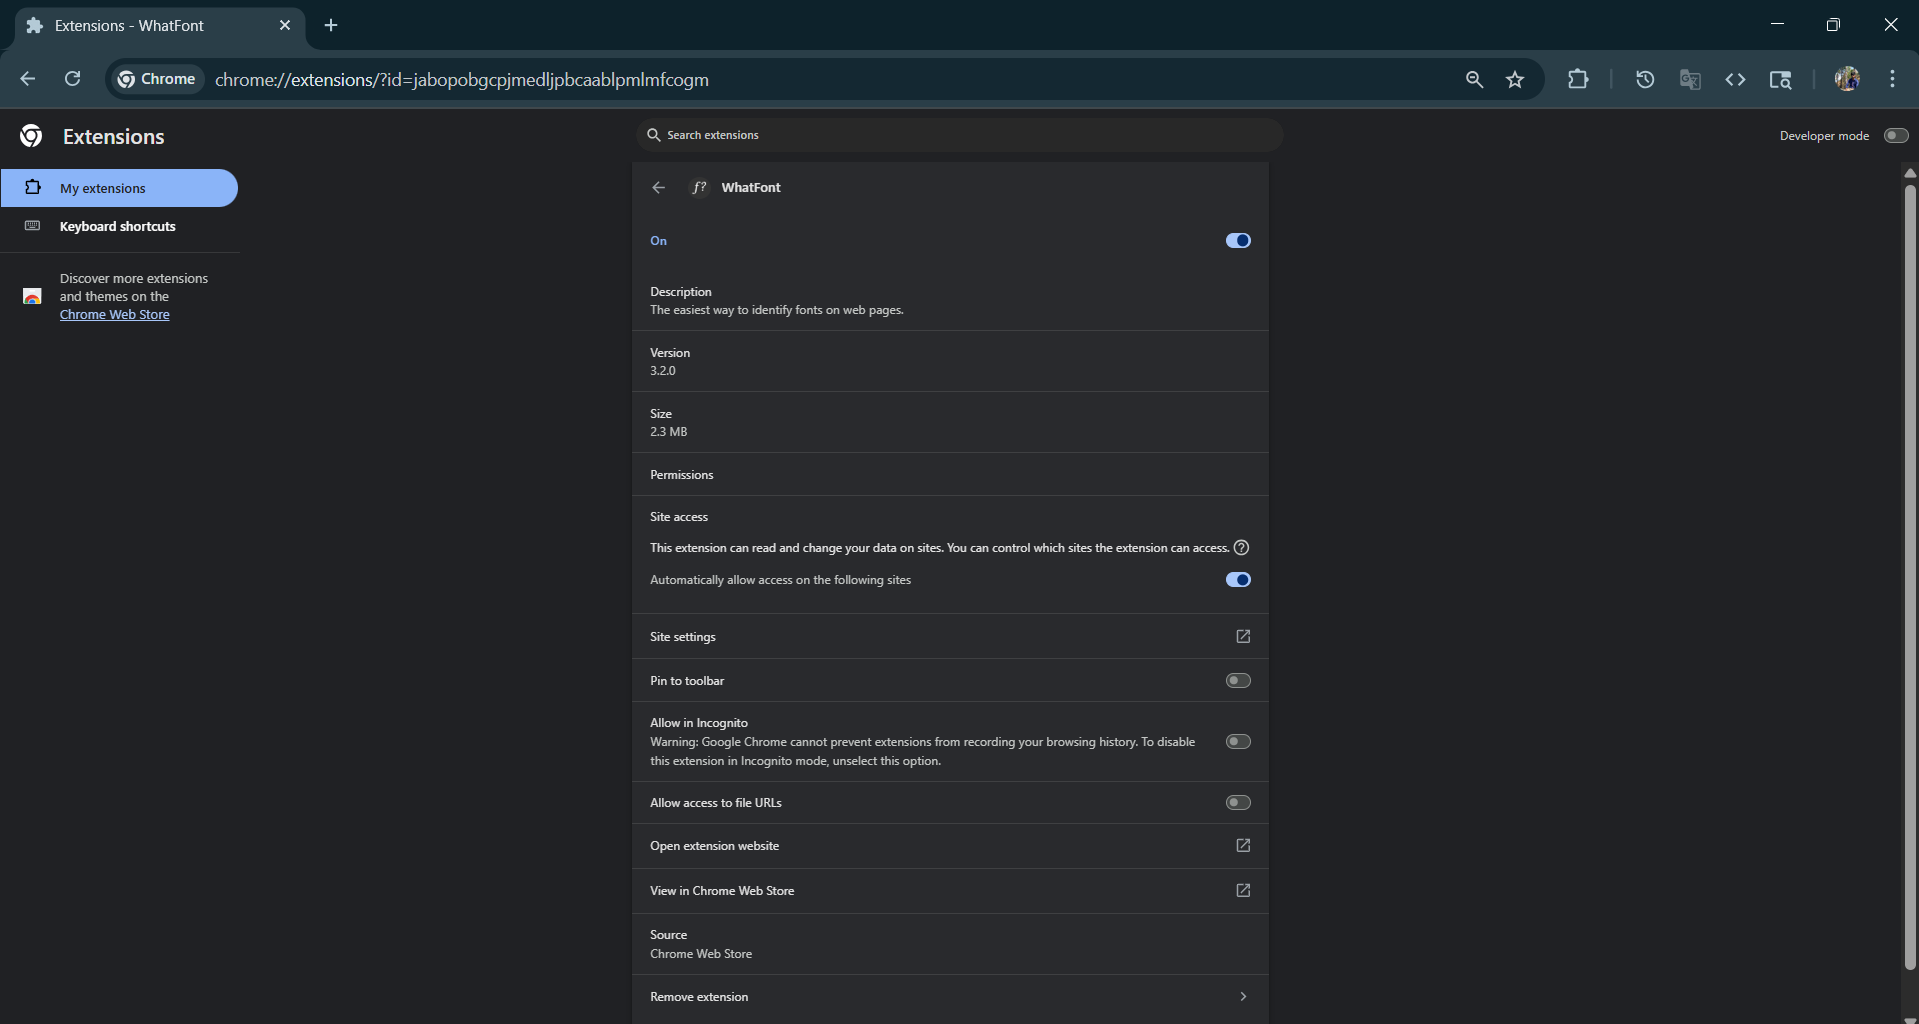 Extensions - WhatFont
Chrome
chrome://extensions/?id=jabopobgcpjmedljpbcaablpmlmfcogm
Extensions
Search extensions
Developer mode
My extensions
Keyboard shortcuts
Discover more extensions
and themes on the
Chrome Web Store
f?
WhatFont
On
Description
The easiest way to identify fonts on web pages.
Version
3.2.0
Size
2.3 MB
Permissions
Site access
This extension can read and change your data on sites. You can control which sites the extension can access.
Automatically allow access on the following sites
Site settings
Pin to toolbar
Allow in Incognito
Warning: Google Chrome cannot prevent extensions from recording your browsing history. To disable
this extension in Incognito mode, unselect this option.
Allow access to file URLs
Open extension website
View in Chrome Web Store
Source
Chrome Web Store
Remove extension